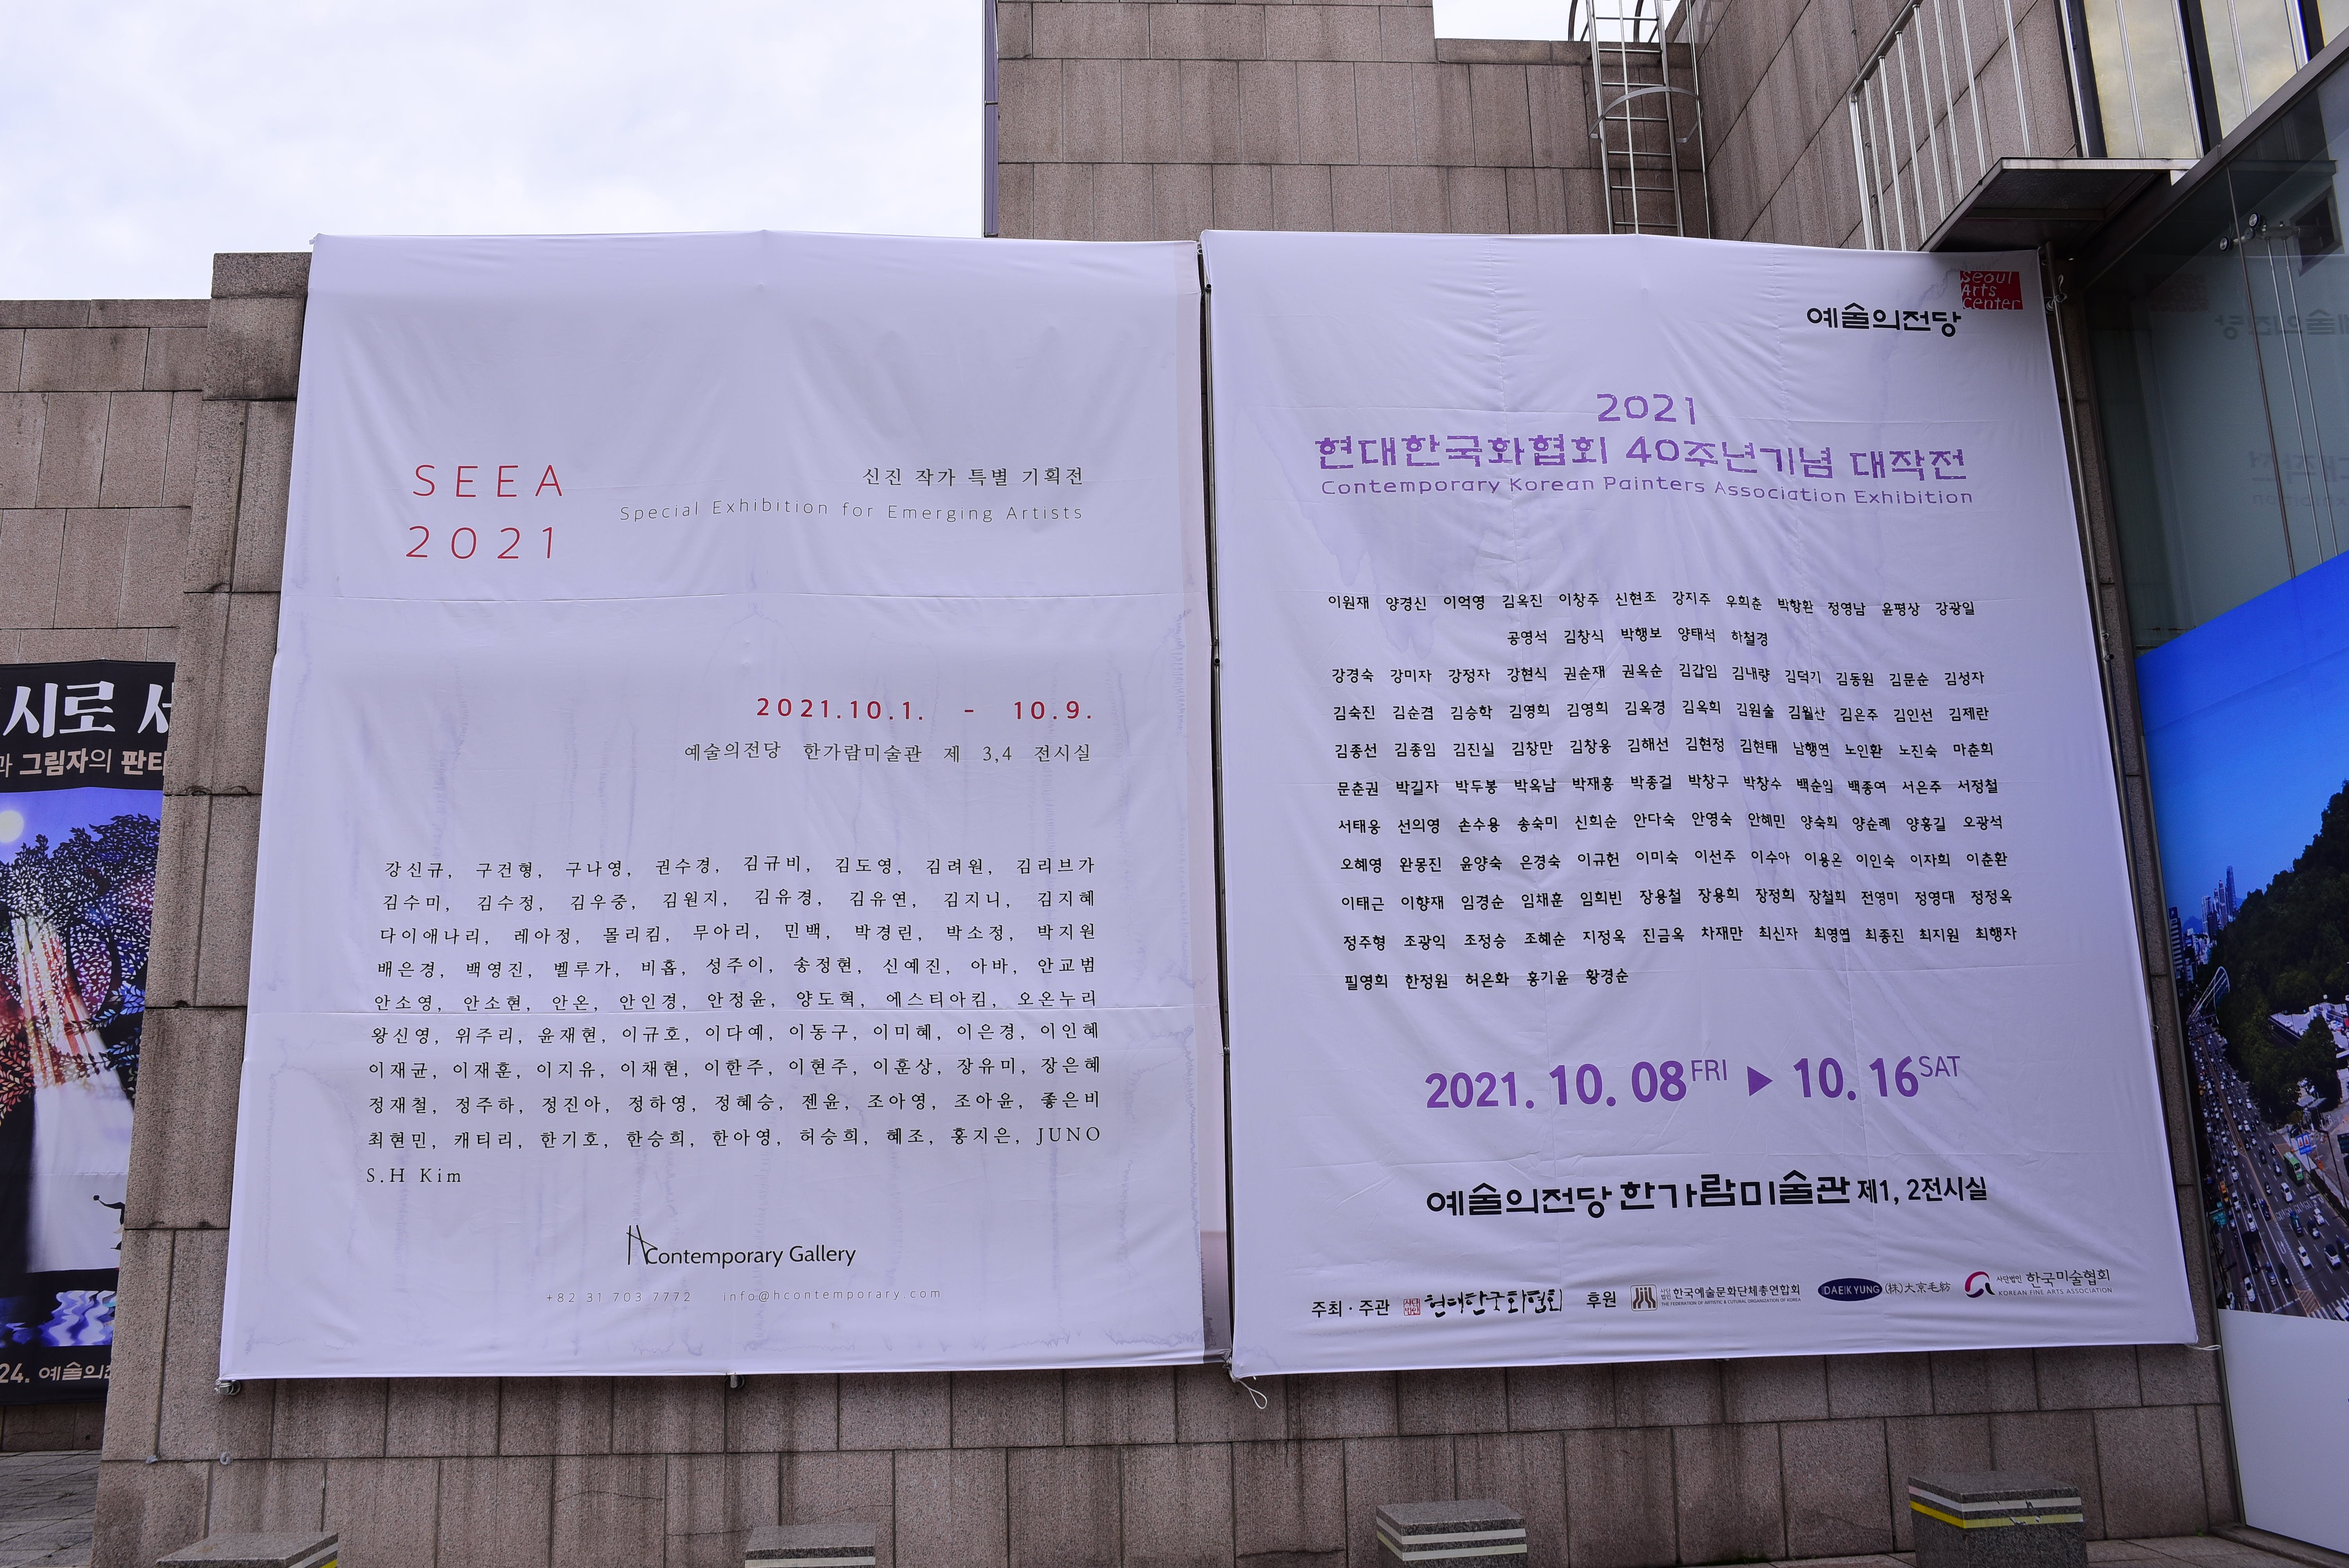 시로
그림자의 판타
24. 예술의전
SEEA
2021
신진 작가 특별 기획전
Special Exhibition for Emerging Artists
2021.10.1. - 10.9.
예술의전당 한가람미술관 제 3,4 전시실
강신규, 구건형, 구나영, 권수경, 김규비, 김도영, 김려원, 김리브가
김수미, 김수정, 김우중, 김원지, 김유경, 김유연, 김지니, 김지혜
다이애나리, 레아정, 몰리킴, 무아리, 민백, 박경린, 박소정, 박지원
배은경, 백영진, 벨루가, 비홉, 성주이, 송정현, 신예진, 아바, 안교범
안소영, 안소현, 안온, 안인경, 안정윤, 양도혁, 에스티아킴, 오온누리
왕신영, 위주리, 윤재현, 이규호, 이다예, 이동구, 이미혜, 이은경, 이인혜
이재균, 이재훈, 이지유, 이채현, 이한주, 이현주, 이훈상, 장유미, 장은혜
정재철, 정주하, 정진아, 정하영, 정혜승, 젠윤, 조아영, 조아윤, 좋은비
최현민, 캐티리, 한기호, 한승희, 한아영, 허승희, 혜조, 홍지은, JUNO
S.H Kim
H Contemporary Gallery
+82 31 703 7772 info@hcontemporary.com
Seoul
Arts
Center
예술의전당
2021
현대한국화협회 40주년기념 대작전
Contemporary Korean Painters Association Exhibition
이원재 양경신 이억영 김옥진 이창주 신현조 강지주 우희춘 박항환 정영남 윤평상 강광일
공영석 김창식 박행보 양태석 하철경
강경숙 강미자 강정자 강현식 권순재 권옥순 김갑임 김내량 김덕기 김동원 김문순 김성자
김숙진 김순겸 김승학 김영희 김영희 김옥경 김옥희 김원술 김월산 김은주 김인선 김제란
김종선 김종임 김진실 김창만 김창웅 김해선 김현정 김현태 남행연 노인환 노진숙 마춘희
문춘권 박길자 박두봉 박옥남 박재홍 박종걸 박창구 박창수 백순임 백종여 서은주 서정철
서태웅 선의영 손수용 송숙미 신희순 안다숙 안영숙 안혜민 양숙희 양순례 양홍길 오광석
오혜영 완몽진 윤양숙 은경숙 이규헌 이미숙 이선주 이수아 이용온 이인숙 이자희 이춘환
이태근 이향재 임경순 임채훈 임희빈 장용철 장용희 장정희 장철희 전영미 정영대 정정옥
정주형 조광익 조정승 조혜순 지정옥 진금옥 차재만 최신자 최영엽 최종진 최지원 최행자
필영희 한정원 허은화 홍기윤 황경순
2021. 10. 08 FRI ▶ 10. 16 SAT
예술의전당 한가람미술관 제1, 2전시실
주최 · 주관 사단법인 현대한국화협회 후원 사단법인 한국예술문화단체총연합회 DAEKYUNG (株)大京毛紡 사단법인 한국미술협회
THE FEDERATION OF ARTISTIC & CULTURAL ORGANIZATION OF KOREA KOREAN FINE ARTS ASSOCIATION